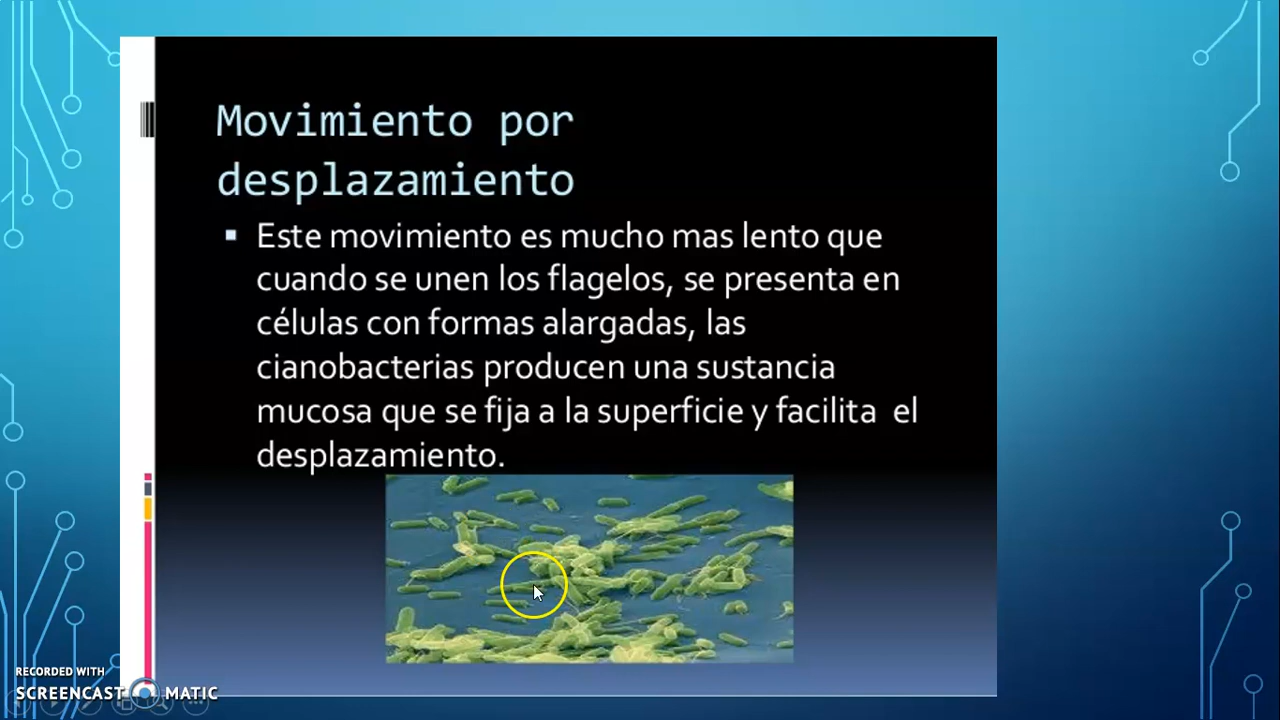 Movimiento por
desplazamiento
▪ Este movimiento es mucho mas lento que
cuando se unen los flagelos, se presenta en
células con formas alargadas, las
cianobacterias producen una sustancia
mucosa que se fija a la superficie y facilita el
desplazamiento.
RECORDED WITH
SCREENCAST MATIC